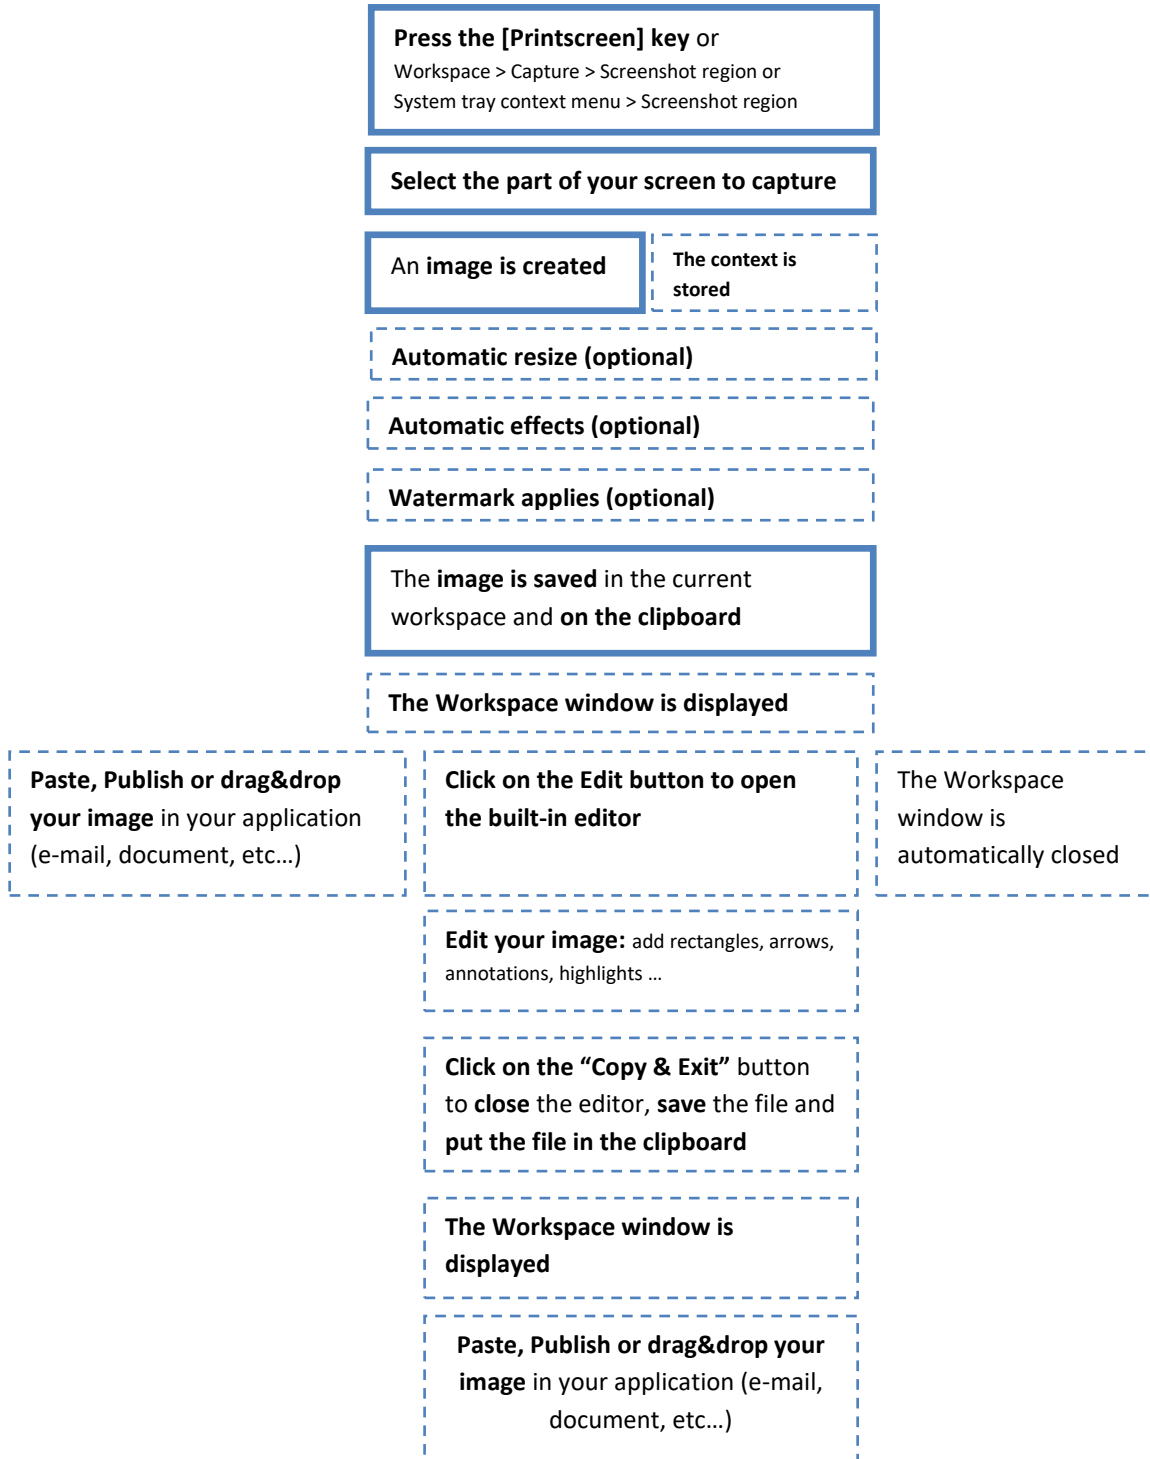 Press the [Printscreen] key or
Workspace > Capture > Screenshot region or
System tray context menu > Screenshot region
Select the part of your screen to capture
An image is created
The context is
stored
Automatic resize (optional)
Automatic effects (optional)
Watermark applies (optional)
The image is saved in the current
workspace and on the clipboard
The Workspace window is displayed
Paste, Publish or drag&drop
your image in your application
(e-mail, document, etc…)
Click on the Edit button to open
the built-in editor
The Workspace
window is
automatically closed
Edit your image: add rectangles, arrows,
annotations, highlights …
Click on the “Copy & Exit” button
to close the editor, save the file and
put the file in the clipboard
The Workspace window is
displayed
Paste, Publish or drag&drop your
image in your application (e-mail,
document, etc…)